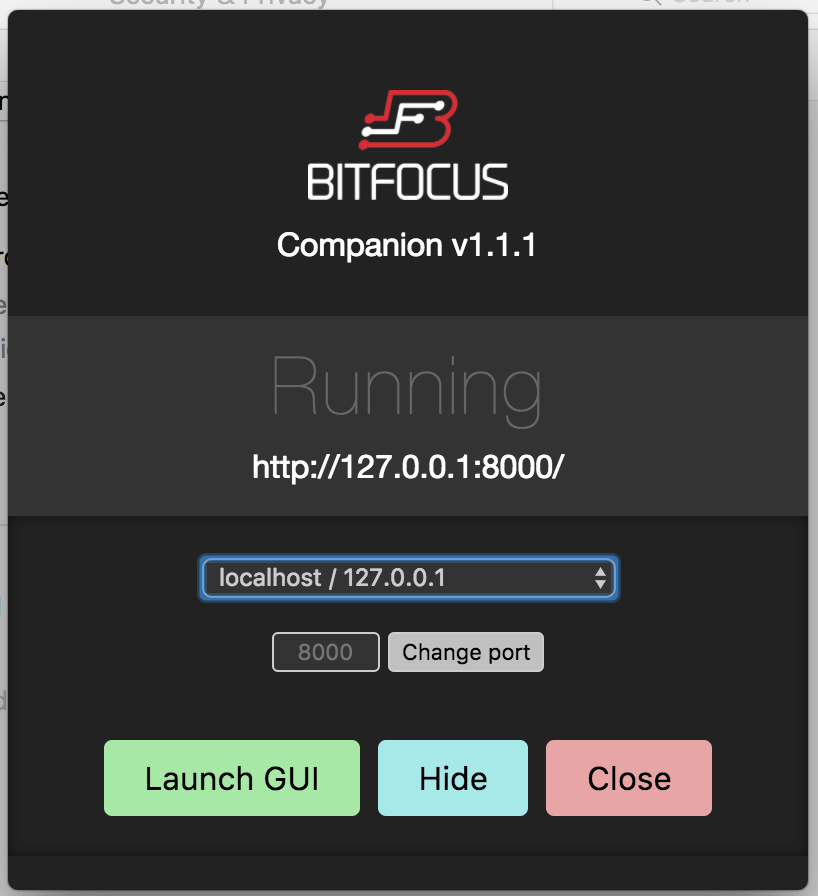 Security & Privacy
Search
BITFOCUS
Companion v1.1.1
Running
http://127.0.0.1:8000/
localhost / 127.0.0.1
8000
Change port
Launch GUI
Hide
Close